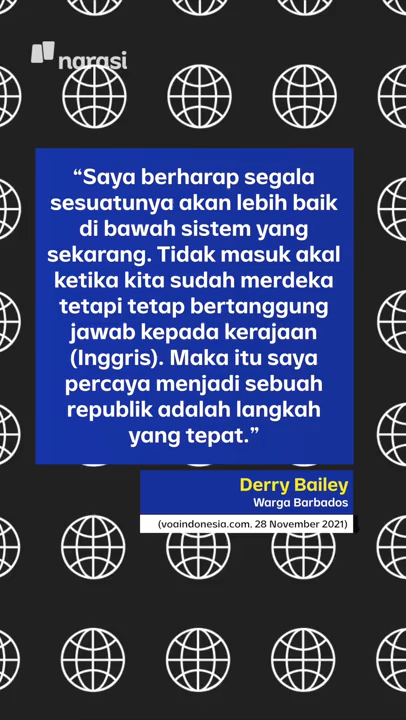 narasi
“Saya berharap segala
sesuatunya akan lebih baik
di bawah sistem yang
sekarang. Tidak masuk akal
ketika kita sudah merdeka
tetapi tetap bertanggung
jawab kepada kerajaan
(Inggris). Maka itu saya
percaya menjadi sebuah
republik adalah langkah
yang tepat.”
Derry Bailey
Warga Barbados
(voaindonesia.com. 28 November 2021)